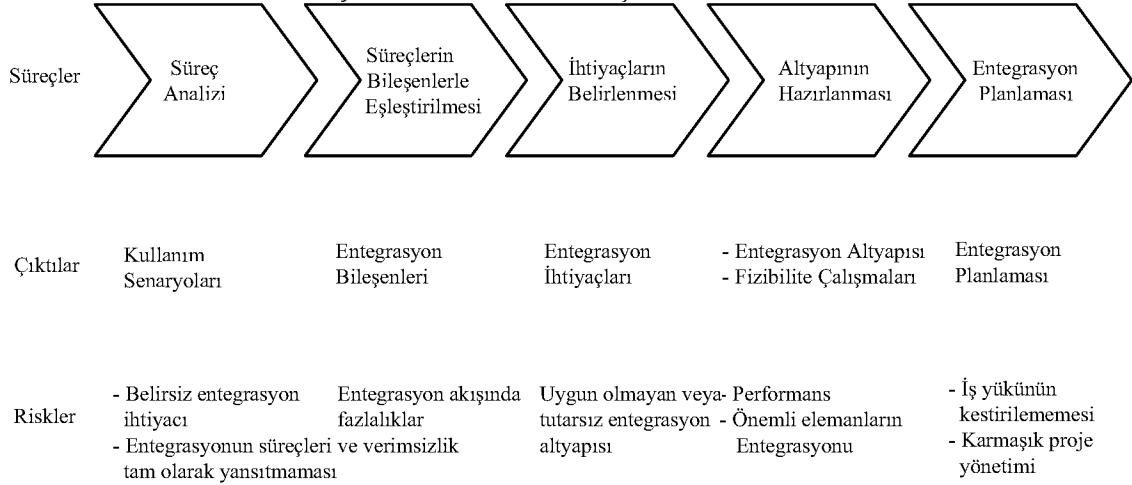 Süreçler
Süreç
Analizi
Süreçlerin
Bileşenlerle
Eşleştirilmesi
İhtiyaçların
Belirlenmesi
Altyapının
Hazırlanması
Entegrasyon
Planlaması
Çıktılar
Kullanım
Senaryoları
Entegrasyon
Bileşenleri
Entegrasyon
İhtiyaçları
- Entegrasyon Altyapısı
- Fizibilite Çalışmaları
Entegrasyon
Planlaması
Riskler
- Belirsiz entegrasyon
ihtiyacı
- Entegrasyonun süreçleri
tam olarak yansıtmaması
Entegrasyon akışında
fazlalıklar
ve verimsizlik
Uygun olmayan veya
tutarsız entegrasyon
altyapısı
- Performans
- Önemli elemanların
Entegrasyonu
- İş yükünün
kestirilememesi
- Karmaşık proje
yönetimi